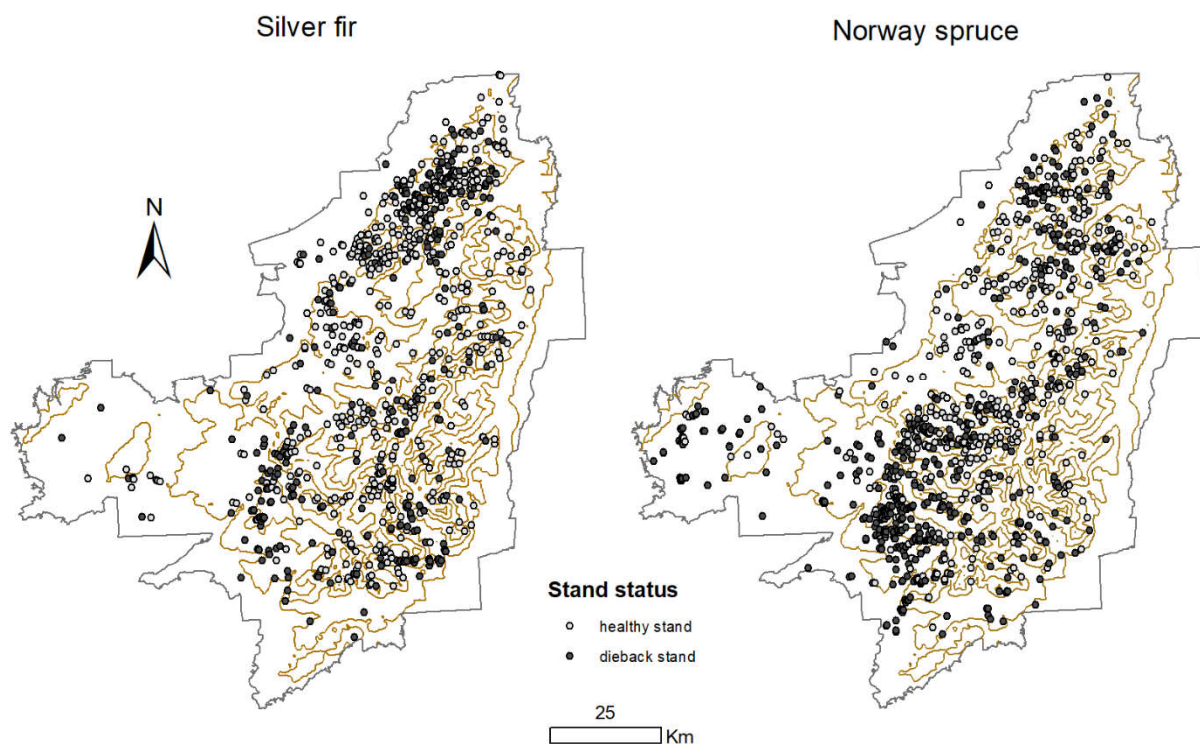 Silver fir
Norway spruce
N
Stand status
healthy stand
dieback stand
25
Km